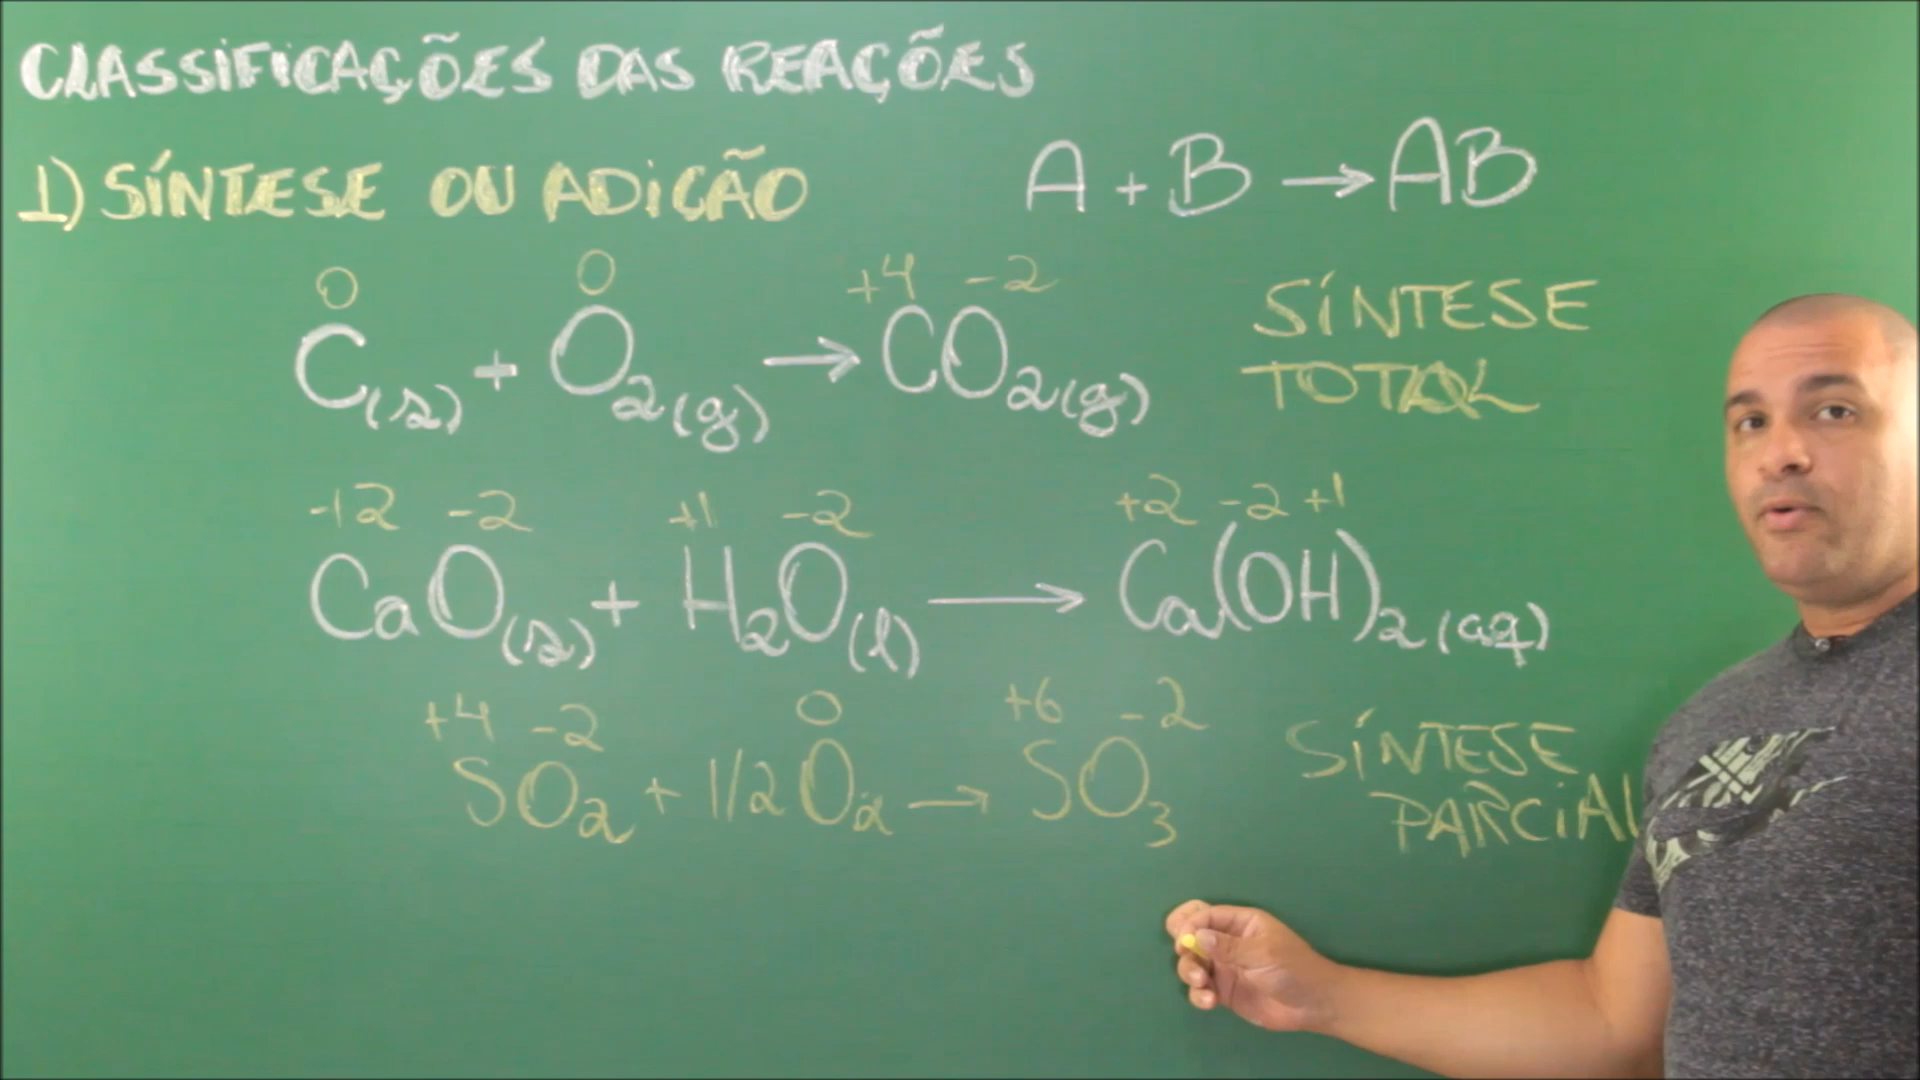 CLASSIFICAÇÕES DAS REAÇÕES
1) SÍNTESE OU ADIÇÃO A + B → AB
0 0 +4 -2
C(s) + O2(g) → CO2(g) SÍNTESE
TOTAL
+2 -2 +1 -2 +2 -2 +1
CaO(s) + H2O(l) → Ca(OH)2(aq)
+4 -2 0 +6 -2
SO2 + 1/2 O2 → SO3 SÍNTESE
PARCIAL